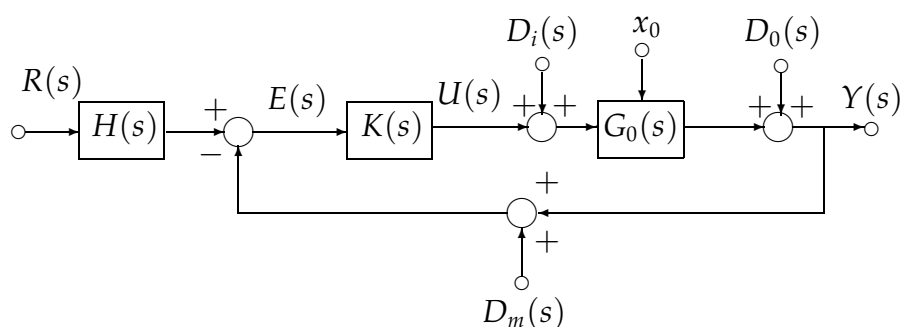 D_i(s) x_0 D_0(s)
R(s) E(s) U(s) Y(s)
+ + + + +
H(s) K(s) G_0(s)
−
+
+
D_m(s)